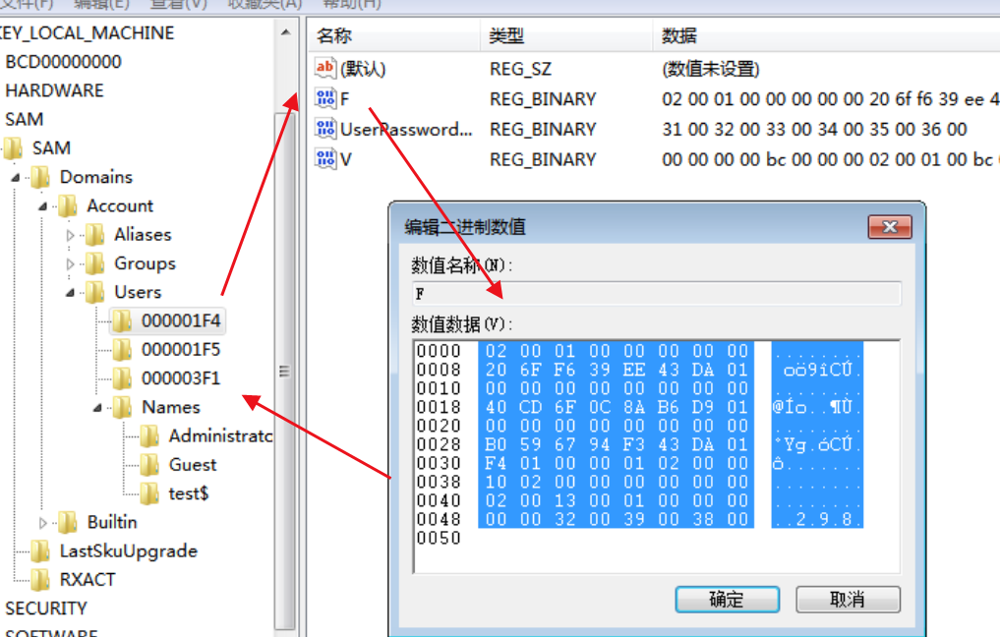 文件(F) 编辑(E) 查看(V) 收藏夹(A) 帮助(H)
KEY_LOCAL_MACHINE
BCD00000000
HARDWARE
SAM
SAM
Domains
Account
Aliases
Groups
Users
000001F4
000001F5
000003F1
Names
Administrato
Guest
test$
Builtin
LastSkuUpgrade
RXACT
SECURITY
SOFTWARE
名称 类型 数据
(默认) REG_SZ (数值未设置)
F REG_BINARY 02 00 01 00 00 00 00 00 20 6f f6 39 ee 4
UserPassword... REG_BINARY 31 00 32 00 33 00 34 00 35 00 36 00
V REG_BINARY 00 00 00 00 bc 00 00 00 02 00 01 00 bc
编辑二进制数值
数值名称(N):
F
数值数据(V):
0000 02 00 01 00 00 00 00 00 ........
0008 20 6F F6 39 EE 43 DA 01 oö9îCÚ.
0010 00 00 00 00 00 00 00 00 ........
0018 40 CD 6F 0C 8A B6 D9 01 @Ío..¶Ù.
0020 00 00 00 00 00 00 00 00 ........
0028 B0 59 67 94 F3 43 DA 01 °Yg.óCÚ.
0030 F4 01 00 00 01 02 00 00 ô.......
0038 10 02 00 00 00 00 00 00 ........
0040 02 00 13 00 01 00 00 00 ........
0048 00 00 32 00 39 00 38 00 ..2.9.8.
0050
确定 取消